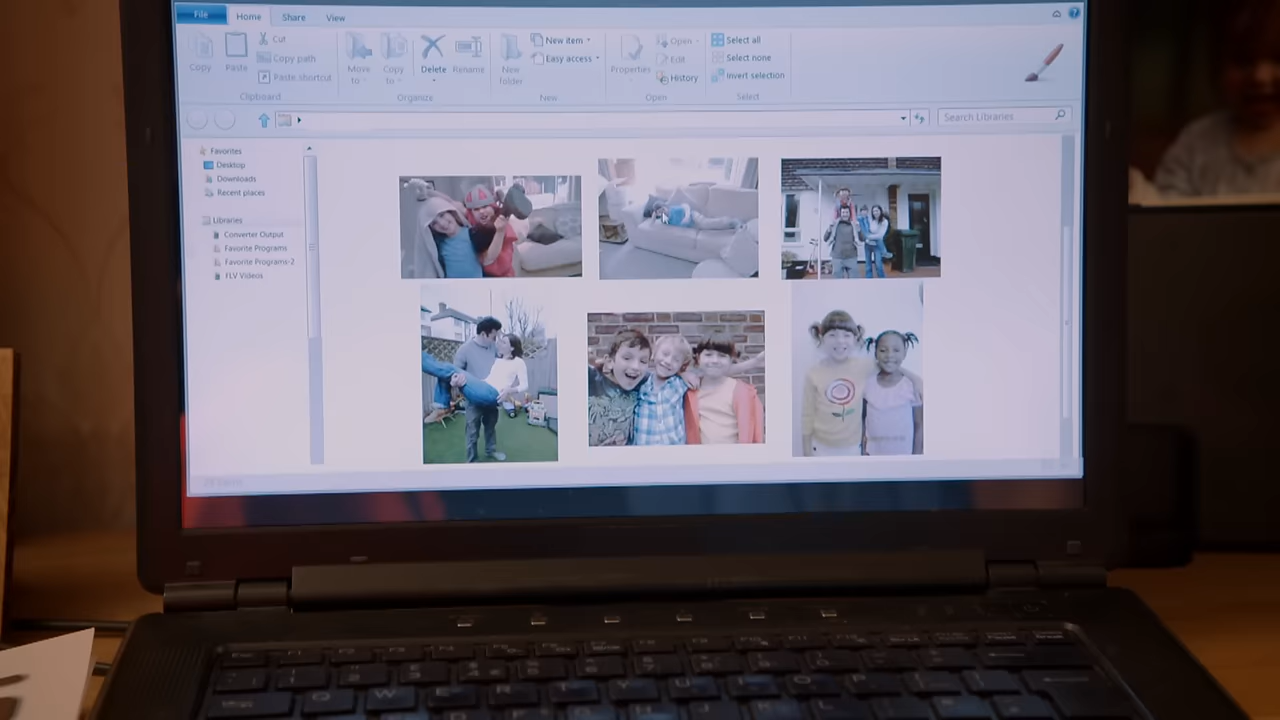 File Home Share View
Copy
Paste
Cut
Copy path
Paste shortcut
Clipboard
Move to
Copy to
Delete
Rename
Organize
New folder
New item
Easy access
New
Properties
Open
Edit
History
Open
Select all
Select none
Invert selection
Select
Search Libraries
Favorites
Desktop
Downloads
Recent places
Libraries
Converter Output
Favorite Programs
Favorite Programs-2
FLV Videos